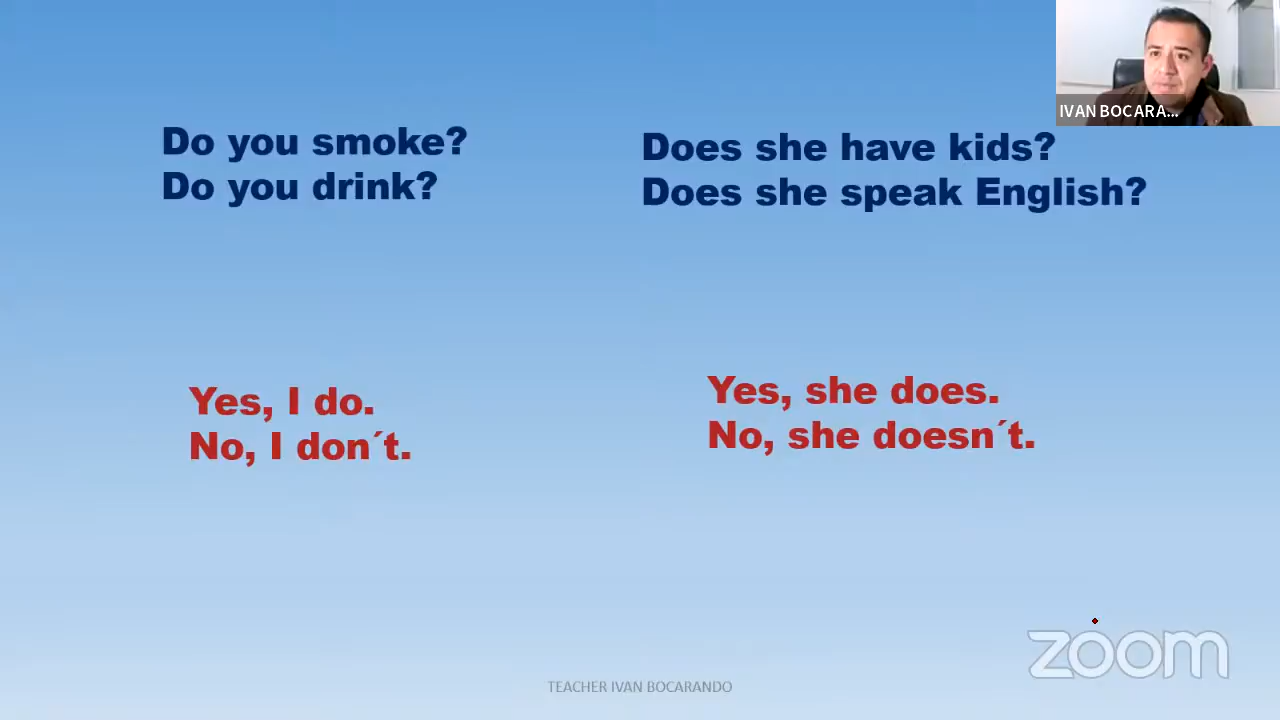 Do you smoke?
Do you drink?
Does she have kids?
Does she speak English?
IVAN BOCARA...
Yes, I do.
No, I don´t.
Yes, she does.
No, she doesn´t.
zoom
TEACHER IVAN BOCARANDO